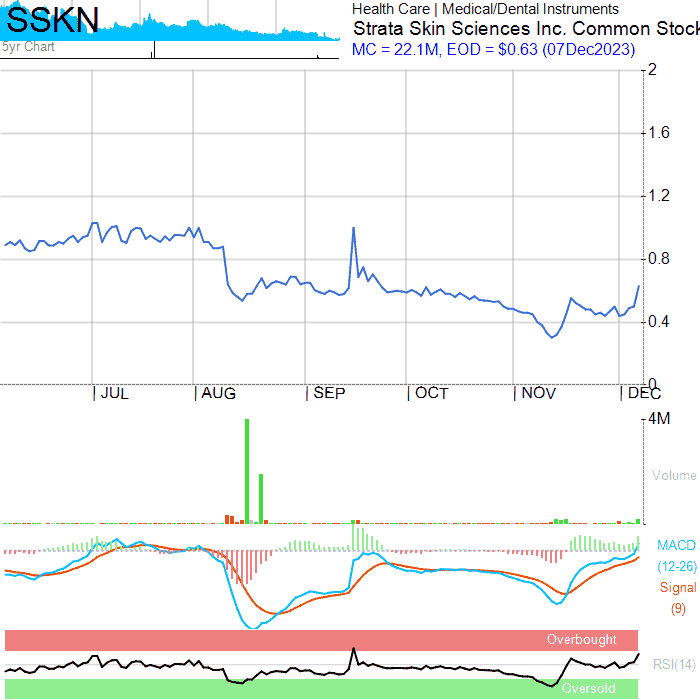 SSKN
5yr Chart
Health Care | Medical/Dental Instruments
Strata Skin Sciences Inc. Common Stock
MC = 22.1M, EOD = $0.63 (07Dec2023)
2
1.6
1.2
0.8
0.4
0
JUL AUG SEP OCT NOV DEC
4M
Volume
MACD
(12-26)
Signal
(9)
Overbought
RSI(14)
Oversold